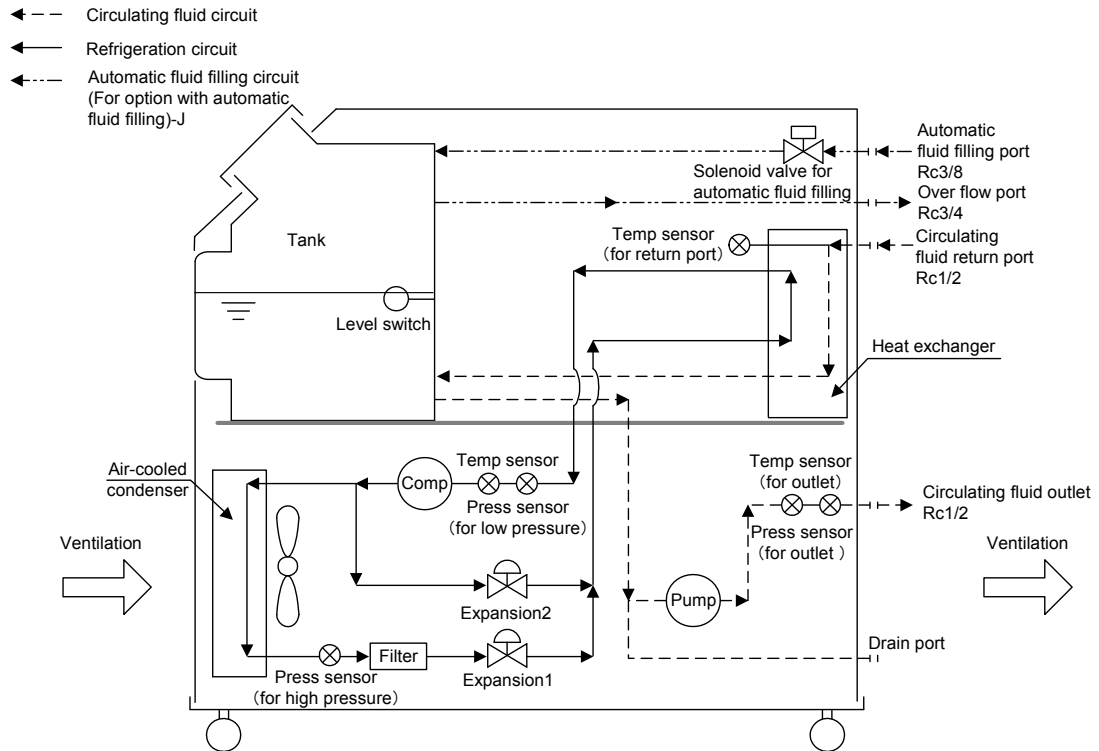 Circulating fluid circuit
Refrigeration circuit
Automatic fluid filling circuit
(For option with automatic
fluid filling)-J
Automatic
fluid filling port
Rc3/8
Solenoid valve for
automatic fluid filling
Over flow port
Rc3/4
Tank
Temp sensor
(for return port)
Circulating
fluid return port
Rc1/2
Level switch
Heat exchanger
Air-cooled
condenser
Comp
Temp sensor
Press sensor
(for low pressure)
Temp sensor
(for outlet)
Press sensor
(for outlet )
Circulating fluid outlet
Rc1/2
Ventilation
Ventilation
Expansion2
Pump
Filter
Expansion1
Press sensor
(for high pressure)
Drain port